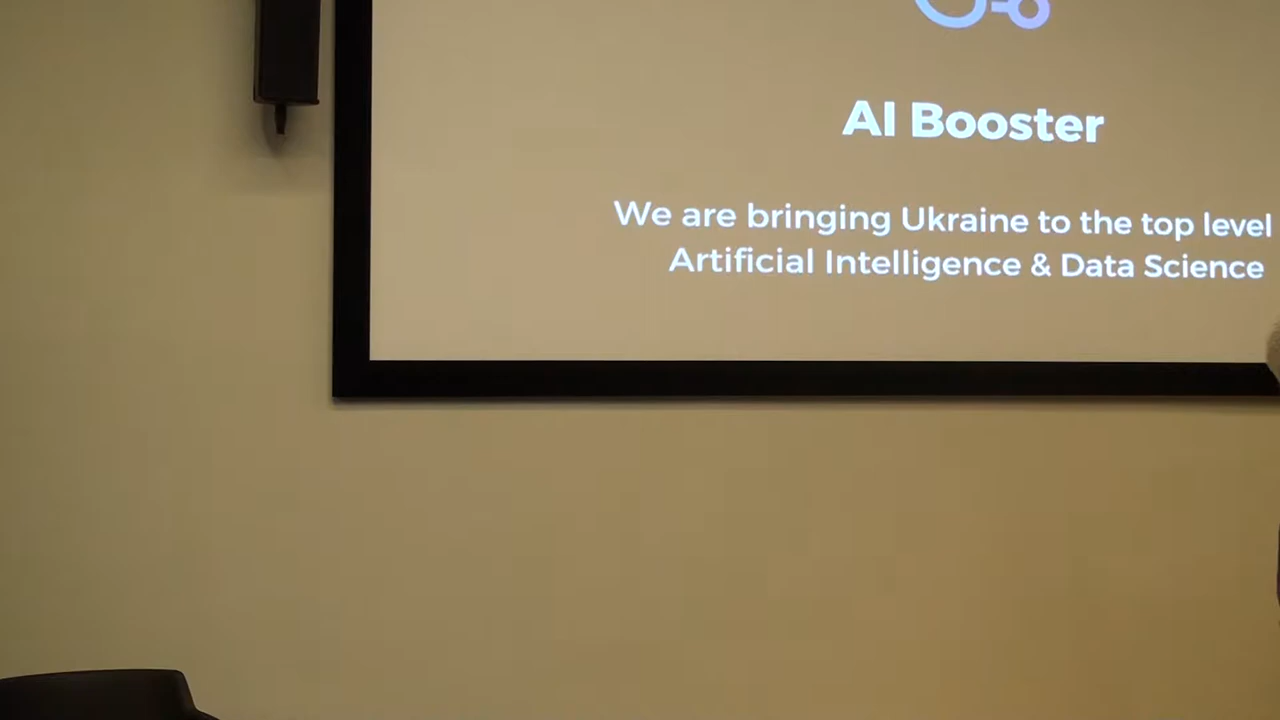 AI Booster
We are bringing Ukraine to the top level
Artificial Intelligence & Data Science